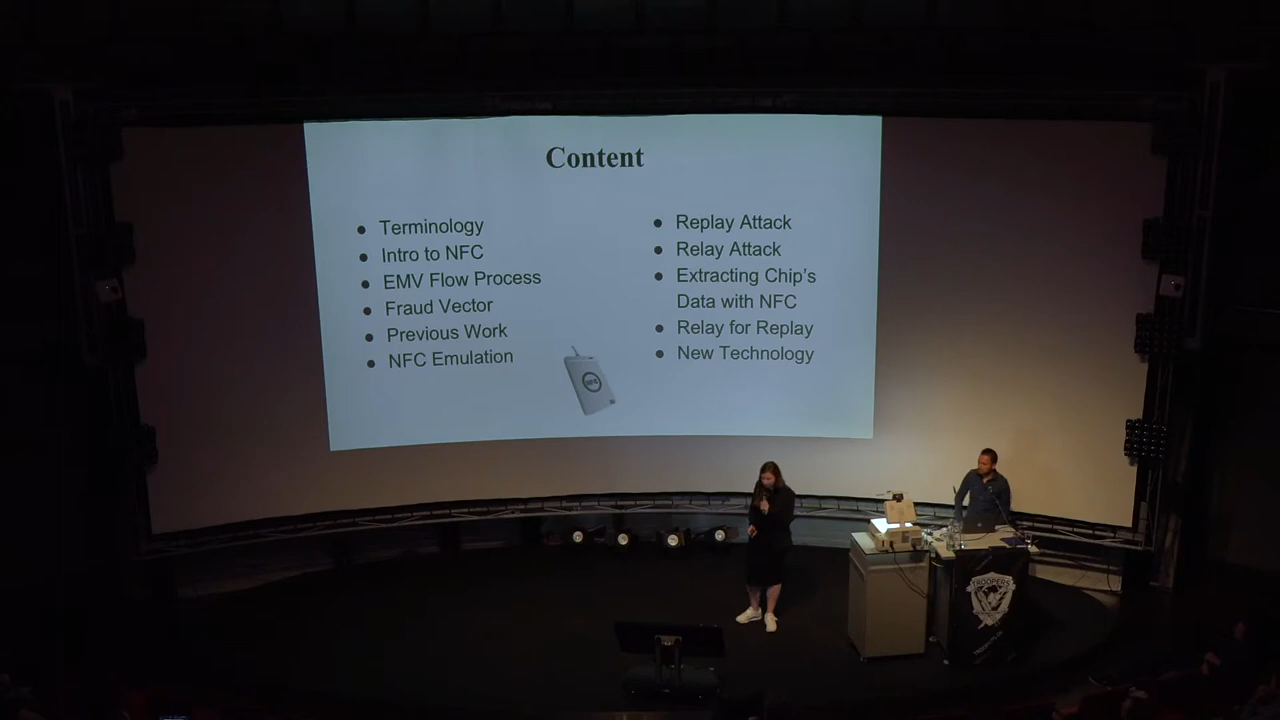 Content
Terminology
Intro to NFC
EMV Flow Process
Fraud Vector
Previous Work
NFC Emulation
Replay Attack
Relay Attack
Extracting Chip's
Data with NFC
Relay for Replay
New Technology
NFC
TROOPERS